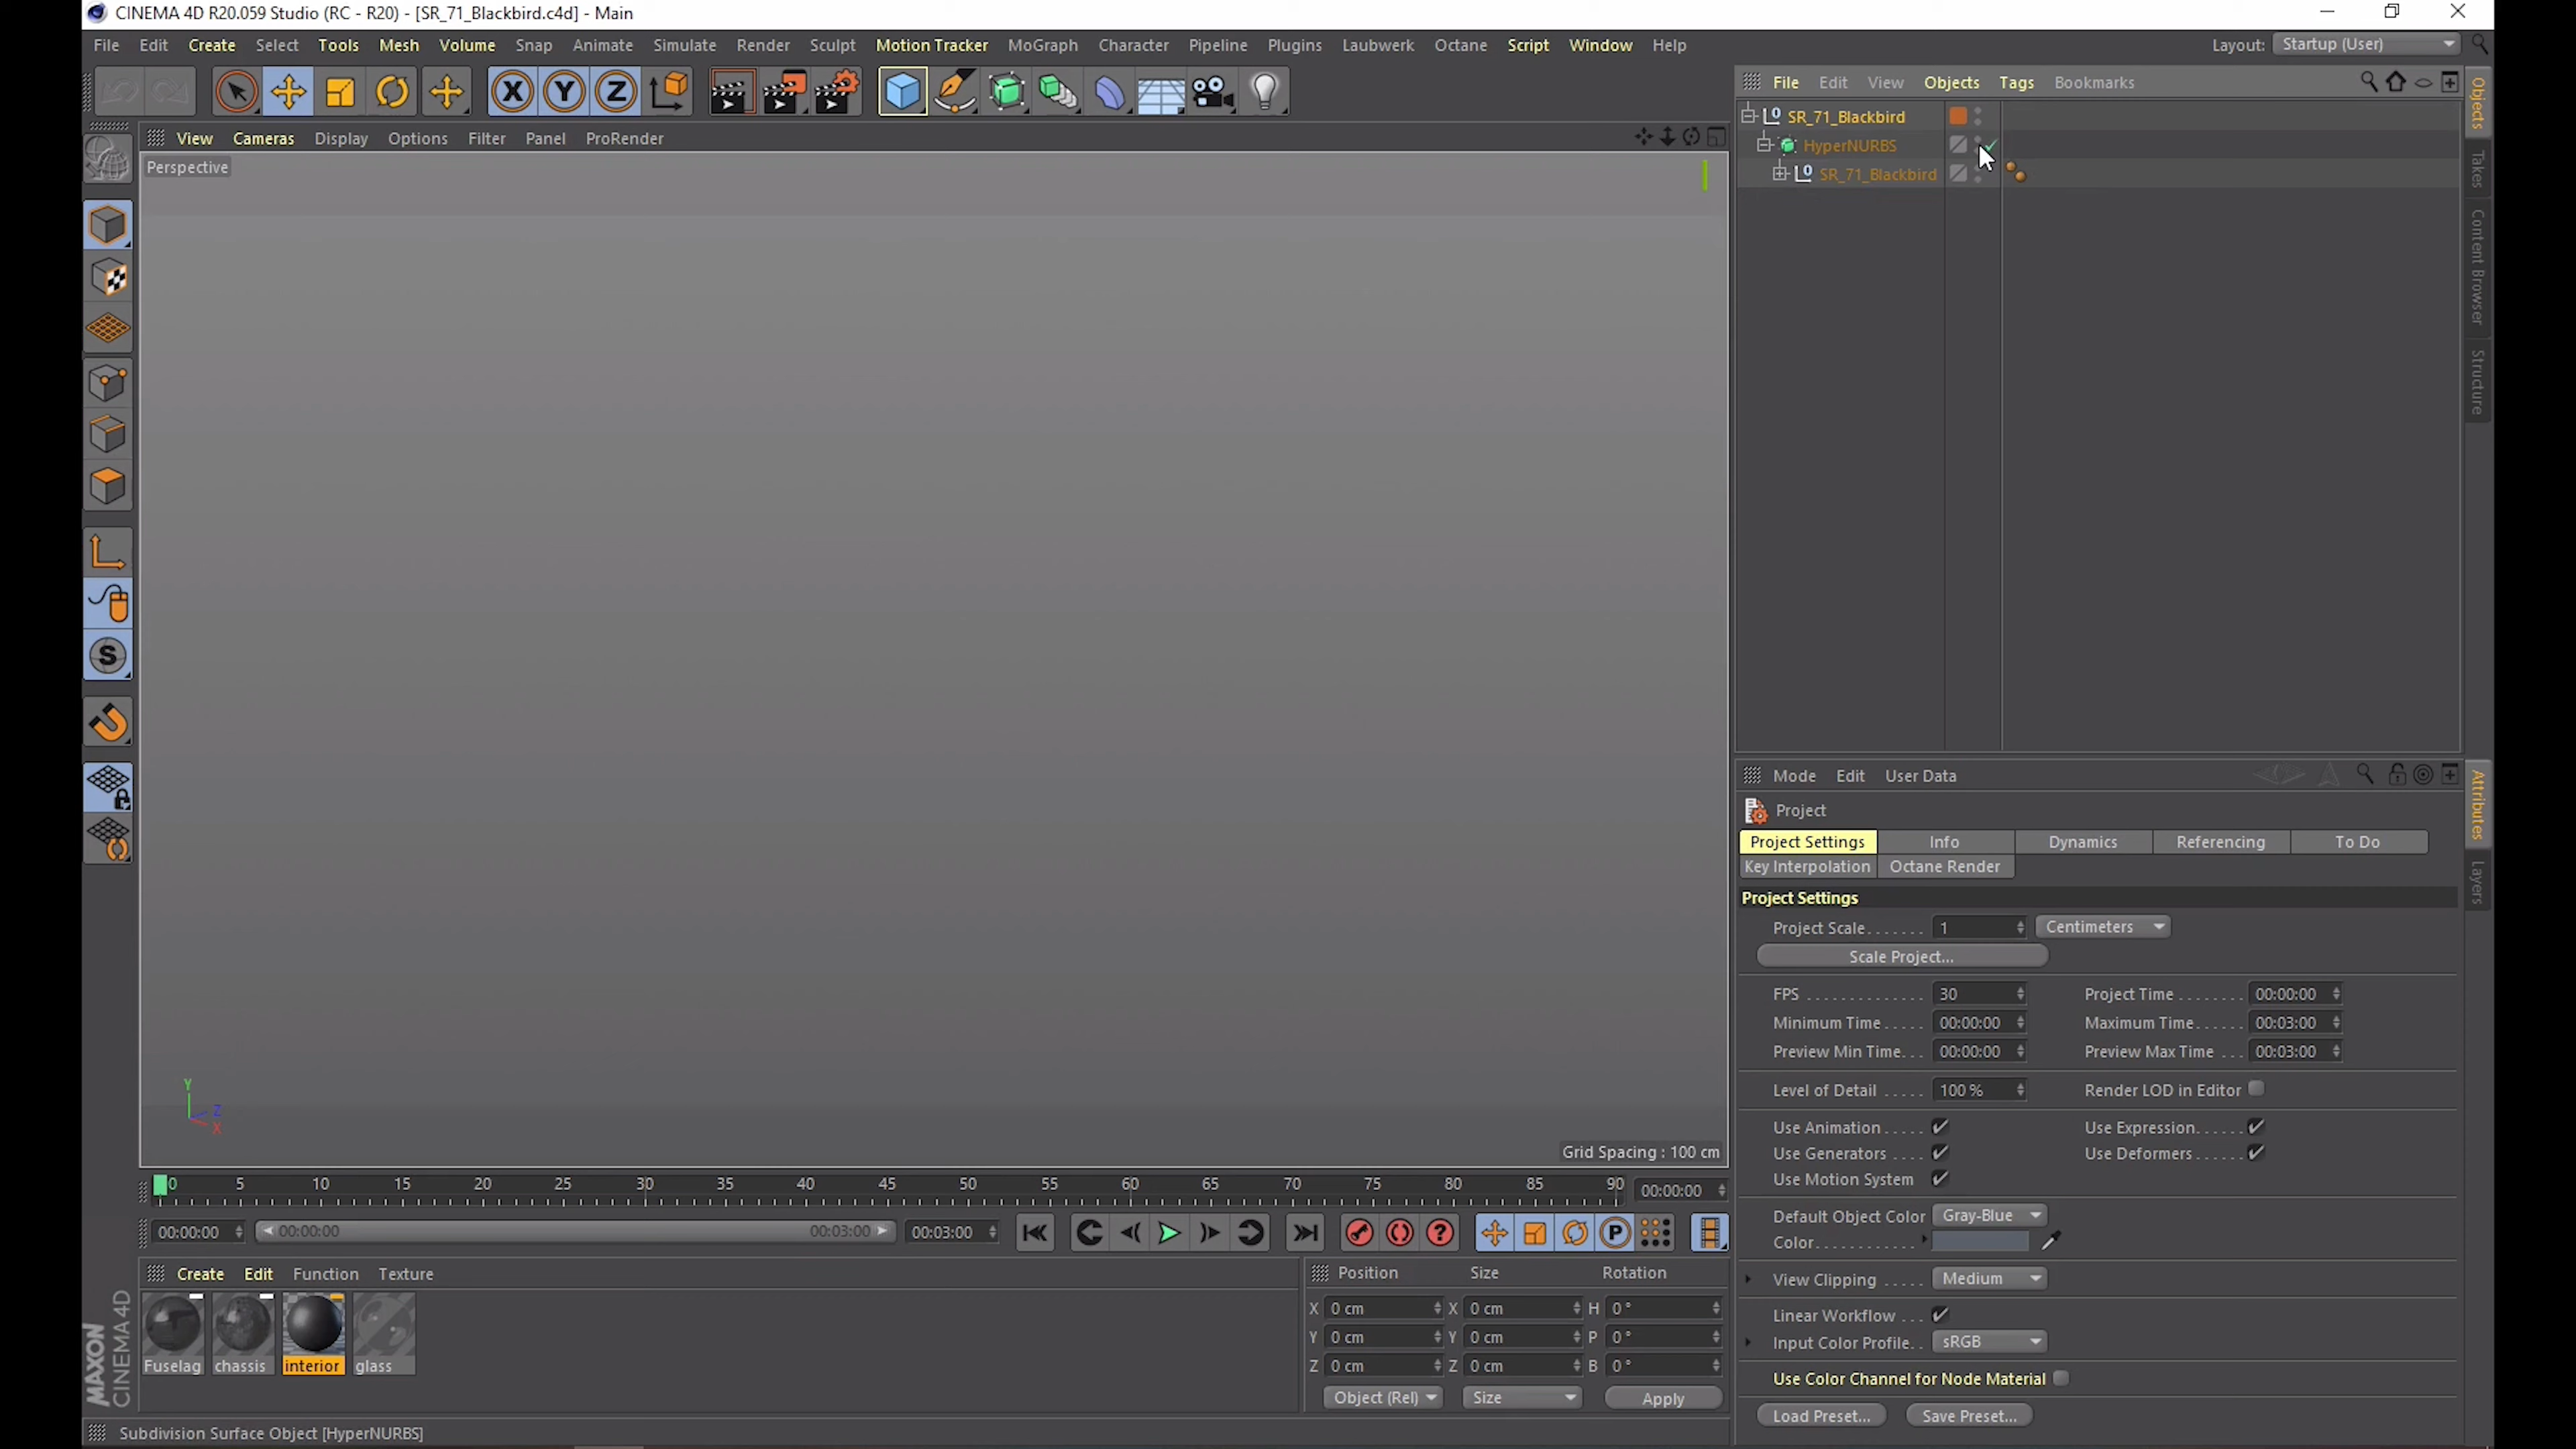 CINEMA 4D R20.059 Studio (RC - R20) - [SR_71_Blackbird.c4d] - Main
File Edit Create Select Tools Mesh Volume Snap Animate Simulate Render Sculpt Motion Tracker MoGraph Character Pipeline Plugins Laubwerk Octane Script Window Help
Layout: Startup (User)
File Edit View Objects Tags Bookmarks
View Cameras Display Options Filter Panel ProRender
Perspective
SR_71_Blackbird
HyperNURBS
SR_71_Blackbird
Objects
Takes
Content Browser
Structure
Mode Edit User Data
Project
Project Settings Info Dynamics Referencing To Do
Key Interpolation Octane Render
Project Settings
Project Scale....... 1 Centimeters
Scale Project...
FPS .............. 30 Project Time ........ 00:00:00
Minimum Time..... 00:00:00 Maximum Time...... 00:03:00
Preview Min Time... 00:00:00 Preview Max Time ... 00:03:00
Level of Detail ..... 100 % Render LOD in Editor
Use Animation..... Use Expression......
Use Generators .... Use Deformers ......
Use Motion System
Default Object Color Gray-Blue
Color............
View Clipping ..... Medium
Linear Workflow ...
Input Color Profile.. sRGB
Use Color Channel for Node Material
Load Preset... Save Preset...
Attributes
Layers
Y
Z
X
Grid Spacing : 100 cm
0 5 10 15 20 25 30 35 40 45 50 55 60 65 70 75 80 85 90 00:00:00
00:00:00 00:00:00 00:03:00 00:03:00
P
Create Edit Function Texture
Fuselag chassis interior glass
Position Size Rotation
X 0 cm X 0 cm H 0 °
Y 0 cm Y 0 cm P 0 °
Z 0 cm Z 0 cm B 0 °
Object (Rel) Size Apply
MAXON
CINEMA 4D
Subdivision Surface Object [HyperNURBS]
X Y Z
S